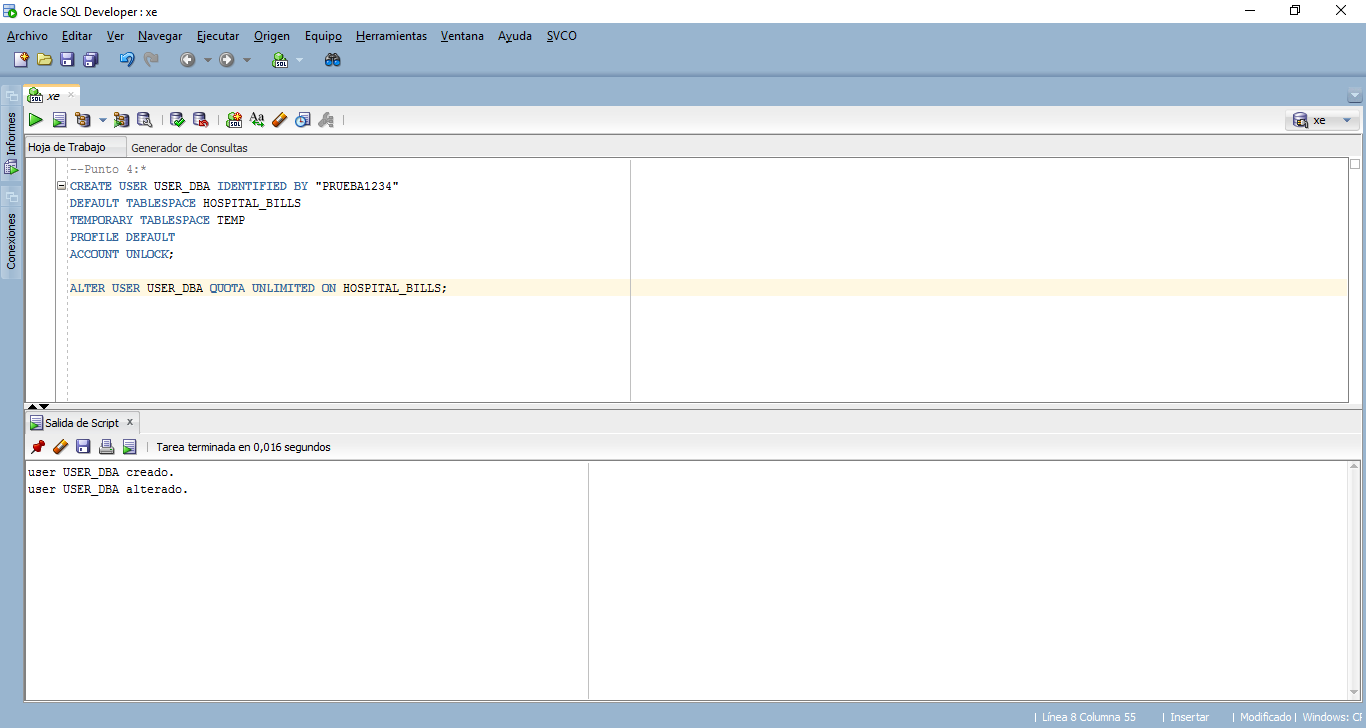 Oracle SQL Developer : xe
Archivo Editar Ver Navegar Ejecutar Origen Equipo Herramientas Ventana Ayuda SVCO
xe
xe
Informes
Conexiones
Hoja de Trabajo Generador de Consultas
--Punto 4:*
CREATE USER USER_DBA IDENTIFIED BY "PRUEBA1234"
DEFAULT TABLESPACE HOSPITAL_BILLS
TEMPORARY TABLESPACE TEMP
PROFILE DEFAULT
ACCOUNT UNLOCK;
ALTER USER USER_DBA QUOTA UNLIMITED ON HOSPITAL_BILLS;
Salida de Script x
Tarea terminada en 0,016 segundos
user USER_DBA creado.
user USER_DBA alterado.
| Línea 8 Columna 55 | Insertar | Modificado | Windows: